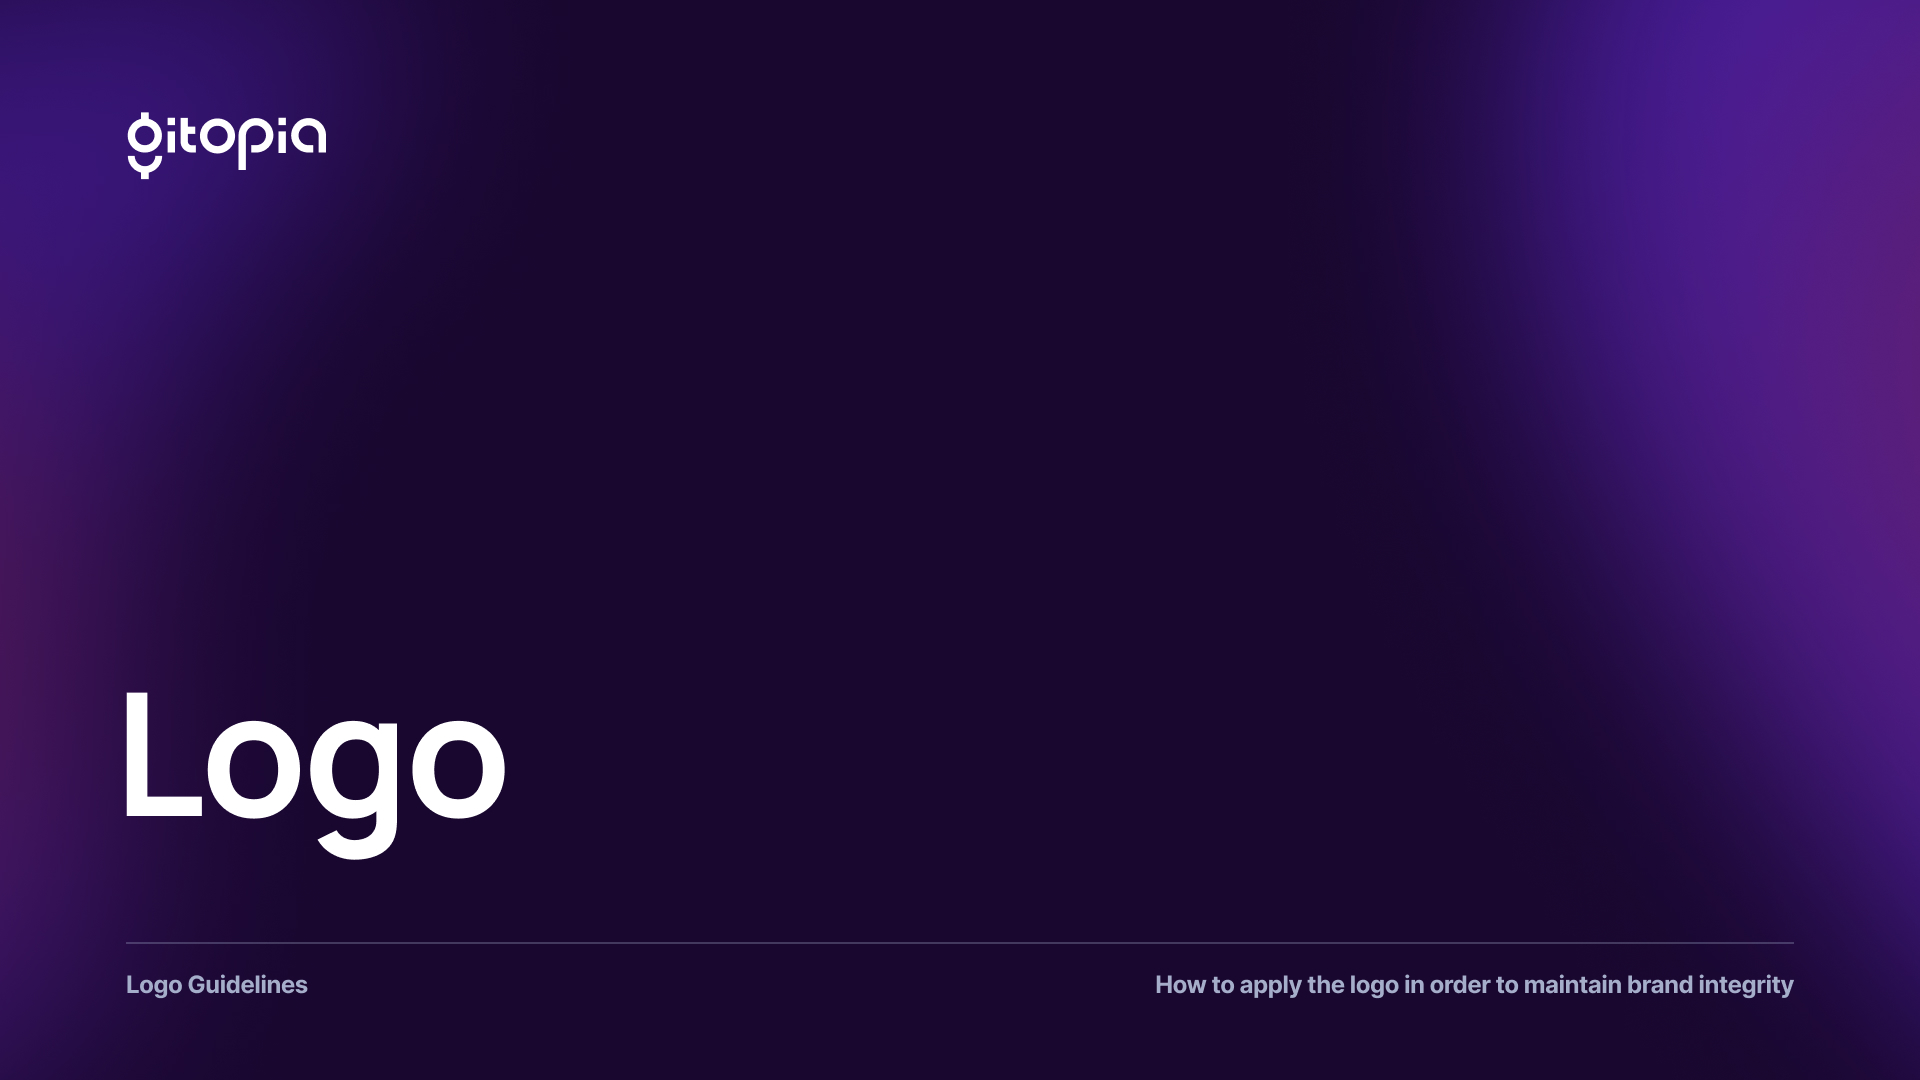 gitopia
Logo
Logo Guidelines
How to apply the logo in order to maintain brand integrity